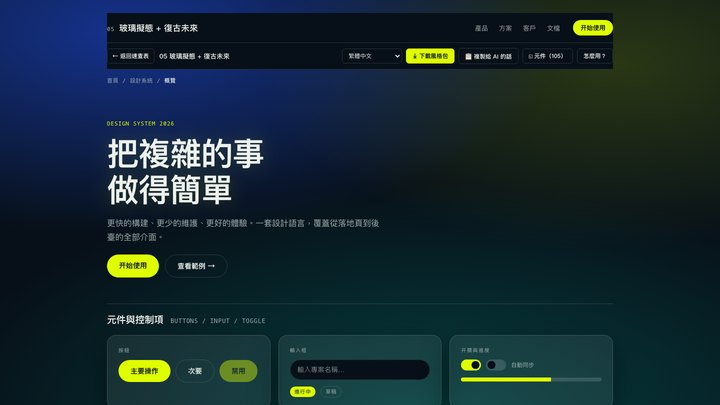 05 玻璃擬態 + 復古未來
產品 方案 客戶 文檔 开始使用
← 返回總查表 05 玻璃擬態 + 復古未來 繁體中文 下載風格包 複製給 AI 的話 元件（105） 怎麼用？
首頁 / 設計系統 / 概覽
DESIGN SYSTEM 2026
把複雜的事
做得簡單
更快的構建、更少的維護、更好的體驗。一套設計語言，覆蓋從落地頁到後
臺的全部介面。
开始使用 查看範例 →
元件與控制項 BUTTONS / INPUT / TOGGLE
按鈕
主要操作 次要 禁用
輸入框
輸入專案名稱...
進行中 草稿
開關與進度
自動同步